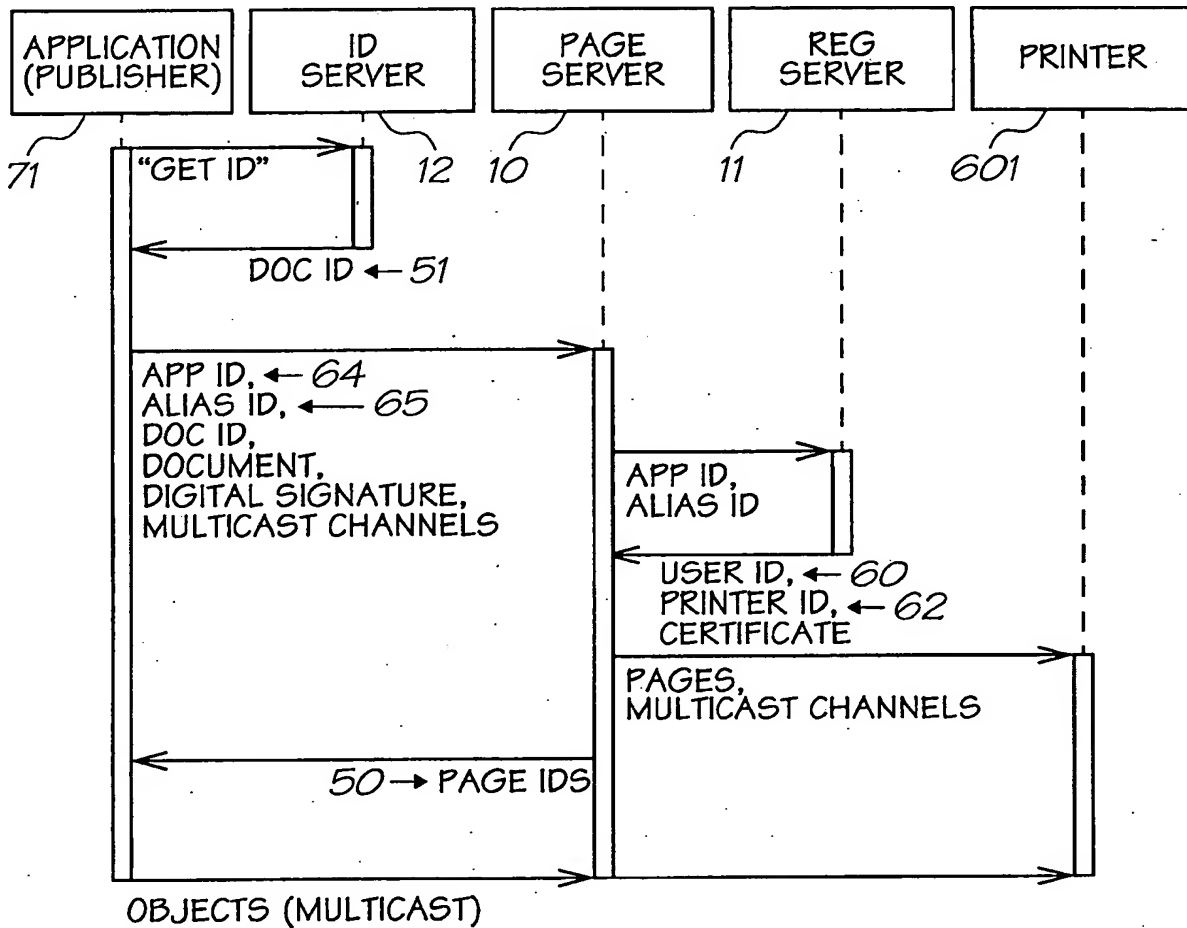 APPLICATION
(PUBLISHER)
ID
SERVER
PAGE
SERVER
REG
SERVER
PRINTER
71
12
10
11
601
"GET ID"
DOC ID ← 51
APP ID, ← 64
ALIAS ID, ← 65
DOC ID,
DOCUMENT,
DIGITAL SIGNATURE,
MULTICAST CHANNELS
APP ID,
ALIAS ID
USER ID, ← 60
PRINTER ID, ← 62
CERTIFICATE
PAGES,
MULTICAST CHANNELS
50 → PAGE IDS
OBJECTS (MULTICAST)